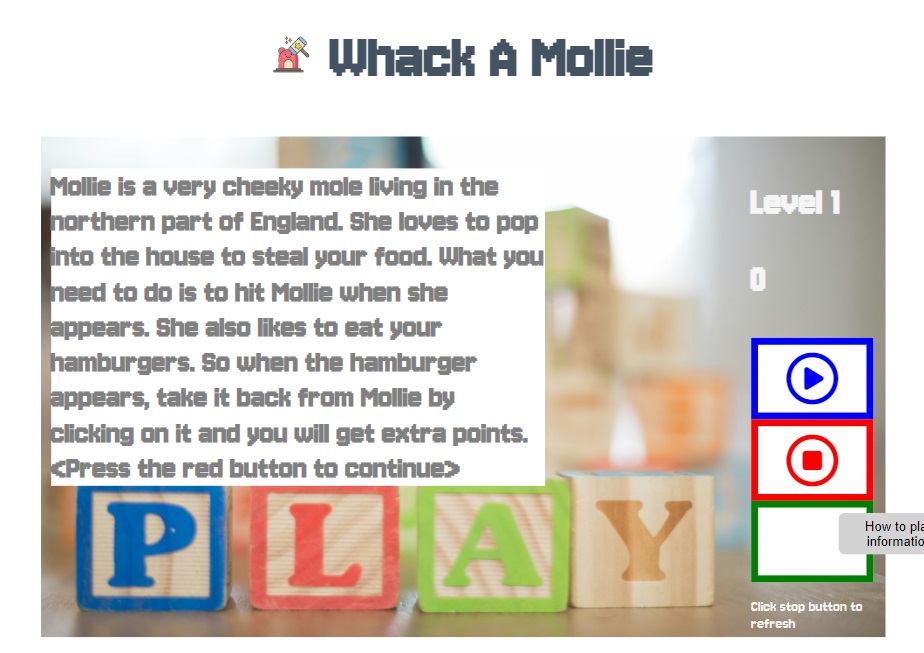 Whack A Mollie
Mollie is a very cheeky mole living in the
northern part of England. She loves to pop
into the house to steal your food. What you
need to do is to hit Mollie when she
appears. She also likes to eat your
hamburgers. So when the hamburger
appears, take it back from Mollie by
clicking on it and you will get extra points.
<Press the red button to continue>
PLAY
Level 1
0
How to
Click stop button to
refresh